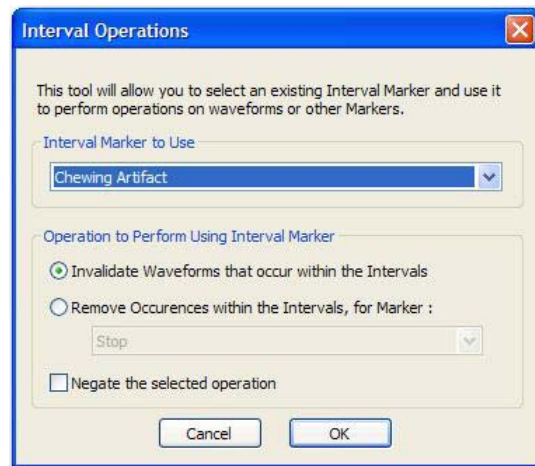 Interval Operations
This tool will allow you to select an existing Interval Marker and use it
to perform operations on waveforms or other Markers.
Interval Marker to Use
Chewing Artifact
Operation to Perform Using Interval Marker
Invalidate Waveforms that occur within the Intervals
Remove Occurences within the Intervals, for Marker :
Stop
Negate the selected operation
Cancel OK